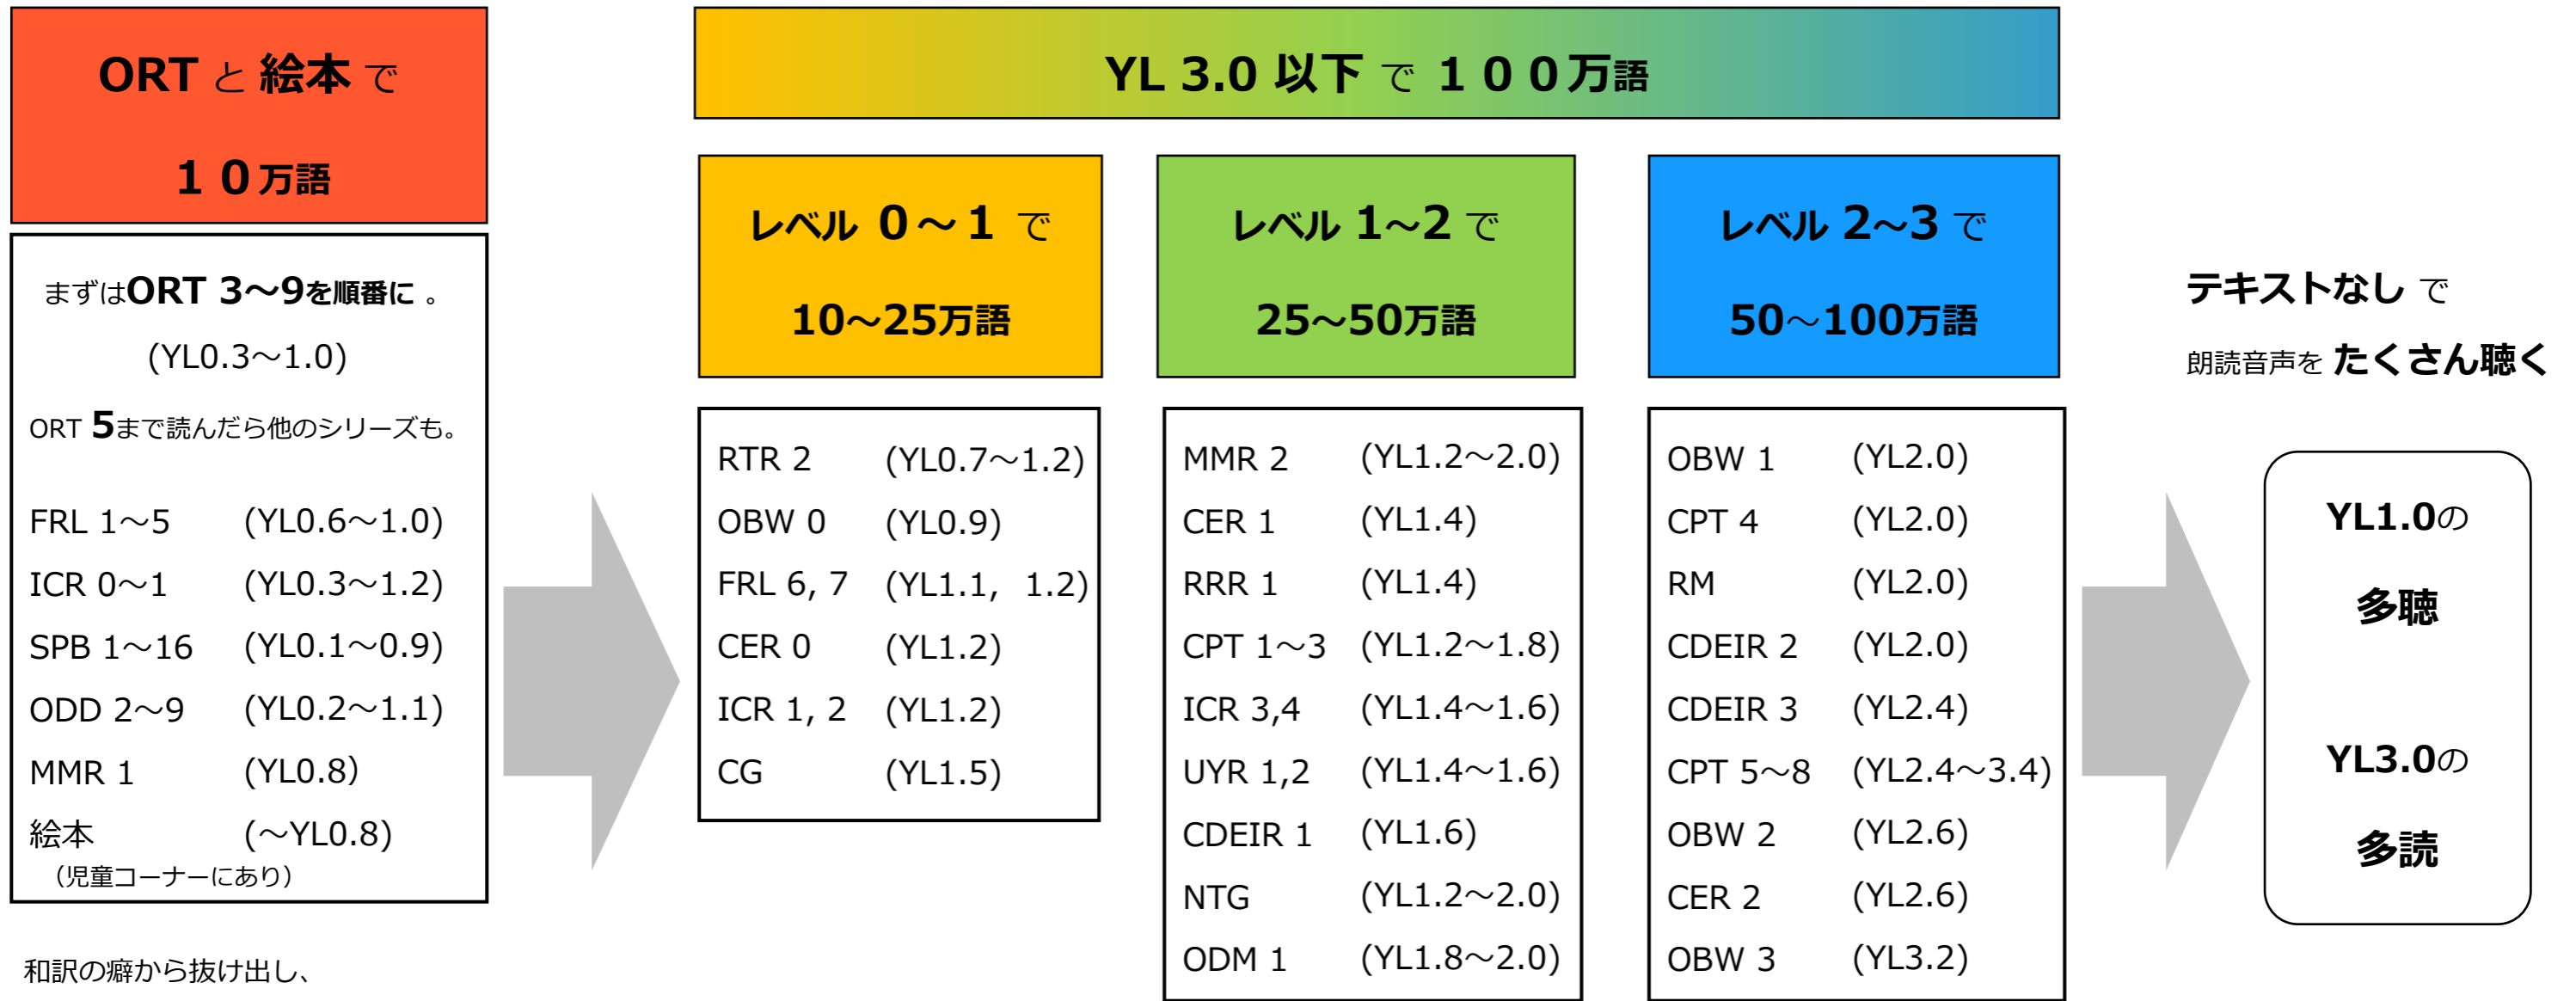 ORT と 絵本 で
１０万語
まずはORT 3～9を順番に 。
(YL0.3～1.0)
ORT 5まで読んだら他のシリーズも。
FRL 1～5 (YL0.6～1.0)
ICR 0～1 (YL0.3～1.2)
SPB 1～16 (YL0.1～0.9)
ODD 2～9 (YL0.2～1.1)
MMR 1 (YL0.8）
絵本 (～YL0.8)
（児童コーナーにあり）
和訳の癖から抜け出し、
YL 3.0 以下 で １００万語
レベル ０～１ で
10～25万語
RTR 2 (YL0.7～1.2)
OBW 0 (YL0.9)
FRL 6, 7 (YL1.1, 1.2)
CER 0 (YL1.2)
ICR 1, 2 (YL1.2)
CG (YL1.5)
レベル 1～2 で
25～50万語
MMR 2 (YL1.2～2.0)
CER 1 (YL1.4)
RRR 1 (YL1.4)
CPT 1～3 (YL1.2～1.8)
ICR 3,4 (YL1.4～1.6)
UYR 1,2 (YL1.4～1.6)
CDEIR 1 (YL1.6)
NTG (YL1.2～2.0)
ODM 1 (YL1.8～2.0)
レベル 2～3 で
50～100万語
OBW 1 (YL2.0)
CPT 4 (YL2.0)
RM (YL2.0)
CDEIR 2 (YL2.0)
CDEIR 3 (YL2.4)
CPT 5～8 (YL2.4～3.4)
OBW 2 (YL2.6)
CER 2 (YL2.6)
OBW 3 (YL3.2)
テキストなし で
朗読音声を たくさん聴く
YL1.0の
多聴
YL3.0の
多読